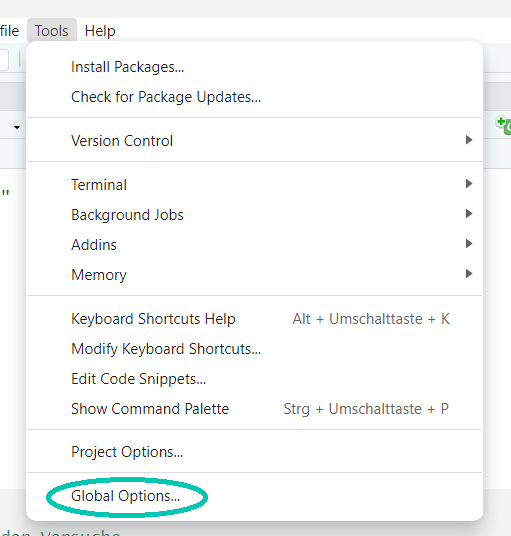 file Tools Help
Install Packages...
Check for Package Updates...
Version Control
Terminal
Background Jobs
Addins
Memory
Keyboard Shortcuts Help Alt + Umschalttaste + K
Modify Keyboard Shortcuts...
Edit Code Snippets...
Show Command Palette Strg + Umschalttaste + P
Project Options...
Global Options...
Versuche